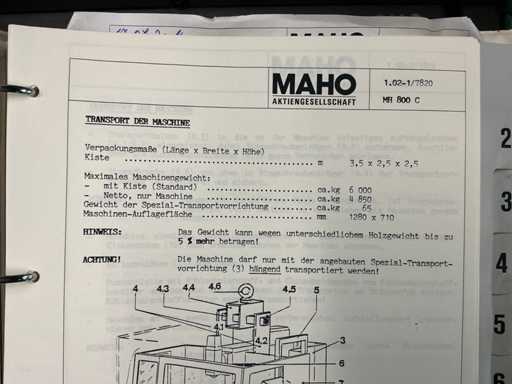 MAHO
MAHO
AKTIENGESELLSCHAFT
1.02-1/7820
MH 800 C
TRANSPORT DER MASCHINE
Verpackungsmaße (Länge x Breite x Höhe)
Kiste .......... m 3,5 x 2,5 x 2,5
Maximales Maschinengewicht:
– mit Kiste (Standard) .......... ca.kg 6 000
– Netto, nur Maschine .......... ca.kg 4 850
Gewicht der Spezial-Transportvorrichtung .......... ca.kg 65
Maschinen-Auflagefläche .......... mm 1280 x 710
HINWEIS: Das Gewicht kann wegen unterschiedlichem Holzgewicht bis zu
5 % mehr betragen!
ACHTUNG! Die Maschine darf nur mit der angebauten Spezial-Transport-
vorrichtung (3) hängend transportiert werden!
4 4.3 4.4 4.6 4.5 5
4.1
4.2
3
6
2
3
4
5
6